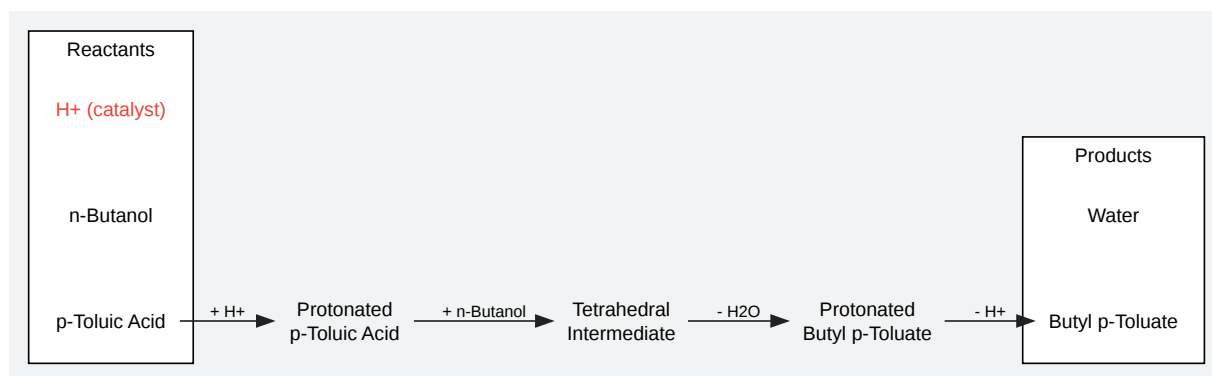 Reactants
H+ (catalyst)
n-Butanol
p-Toluic Acid
+ H+
Protonated
p-Toluic Acid
+ n-Butanol
Tetrahedral
Intermediate
- H2O
Protonated
Butyl p-Toluate
- H+
Products
Water
Butyl p-Toluate